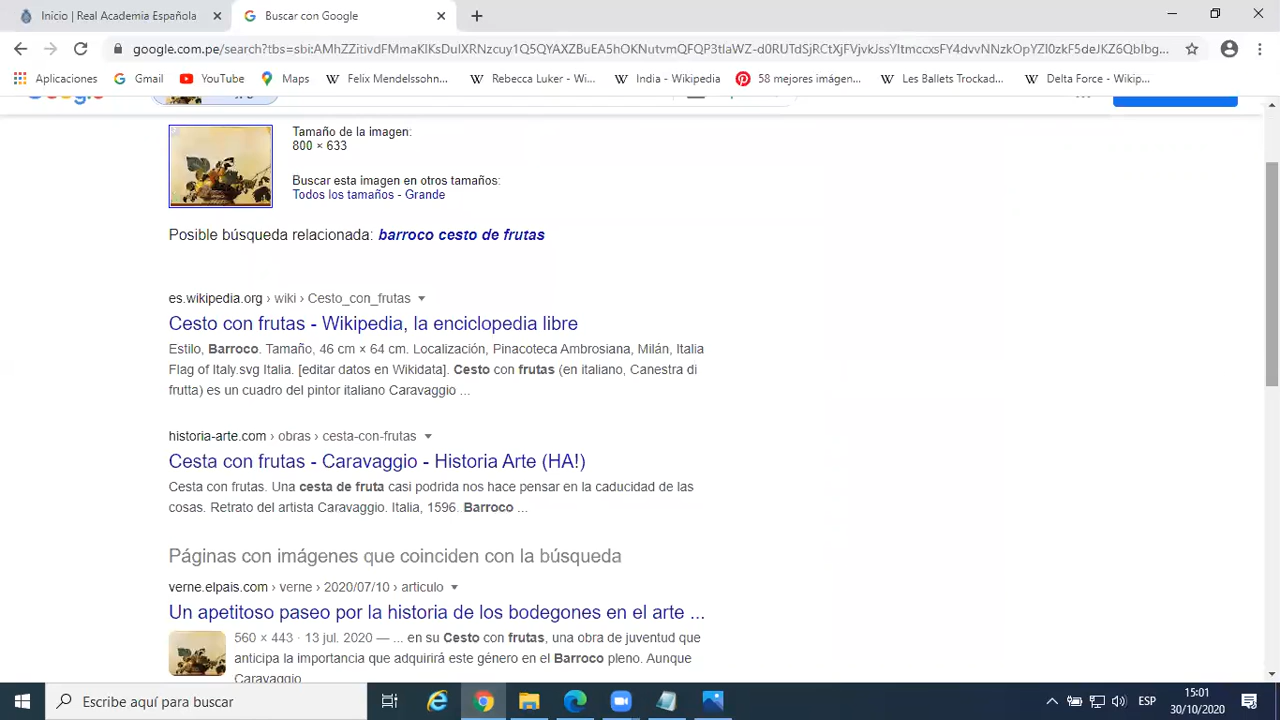 Inicio | Real Academia Española
Buscar con Google
Aplicaciones
Gmail
YouTube
Maps
Felix Mendelssohn...
Rebecca Luker - Wi...
India - Wikipedia
58 mejores imágen...
Les Ballets Trockad...
Delta Force - Wikip...
Tamaño de la imagen:
800 × 633
Buscar esta imagen en otros tamaños:
Todos los tamaños - Grande
Posible búsqueda relacionada: barroco cesto de frutas
es.wikipedia.org › wiki › Cesto_con_frutas
Cesto con frutas - Wikipedia, la enciclopedia libre
Estilo, Barroco. Tamaño, 46 cm × 64 cm. Localización, Pinacoteca Ambrosiana, Milán, Italia
Flag of Italy.svg Italia. [editar datos en Wikidata]. Cesto con frutas (en italiano, Canestra di
frutta) es un cuadro del pintor italiano Caravaggio ...
historia-arte.com › obras › cesta-con-frutas
Cesta con frutas - Caravaggio - Historia Arte (HA!)
Cesta con frutas. Una cesta de fruta casi podrida nos hace pensar en la caducidad de las
cosas. Retrato del artista Caravaggio. Italia, 1596. Barroco ...
Páginas con imágenes que coinciden con la búsqueda
verne.elpais.com › verne › 2020/07/10 › articulo
Un apetitoso paseo por la historia de los bodegones en el arte ...
560 × 443 · 13 jul. 2020 — ... en su Cesto con frutas, una obra de juventud que
anticipa la importancia que adquirirá este género en el Barroco pleno. Aunque
Caravaggio
Escribe aquí para buscar
ESP
15:01
30/10/2020